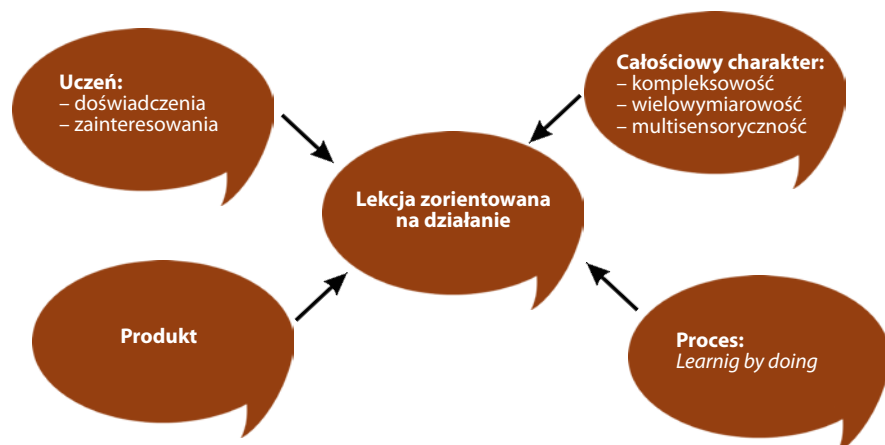 Uczeń:
– doświadczenia
– zainteresowania
Całościowy charakter:
– kompleksowość
– wielowymiarowość
– multisensoryczność
Lekcja zorientowana
na działanie
Produkt
Proces:
Learnig by doing